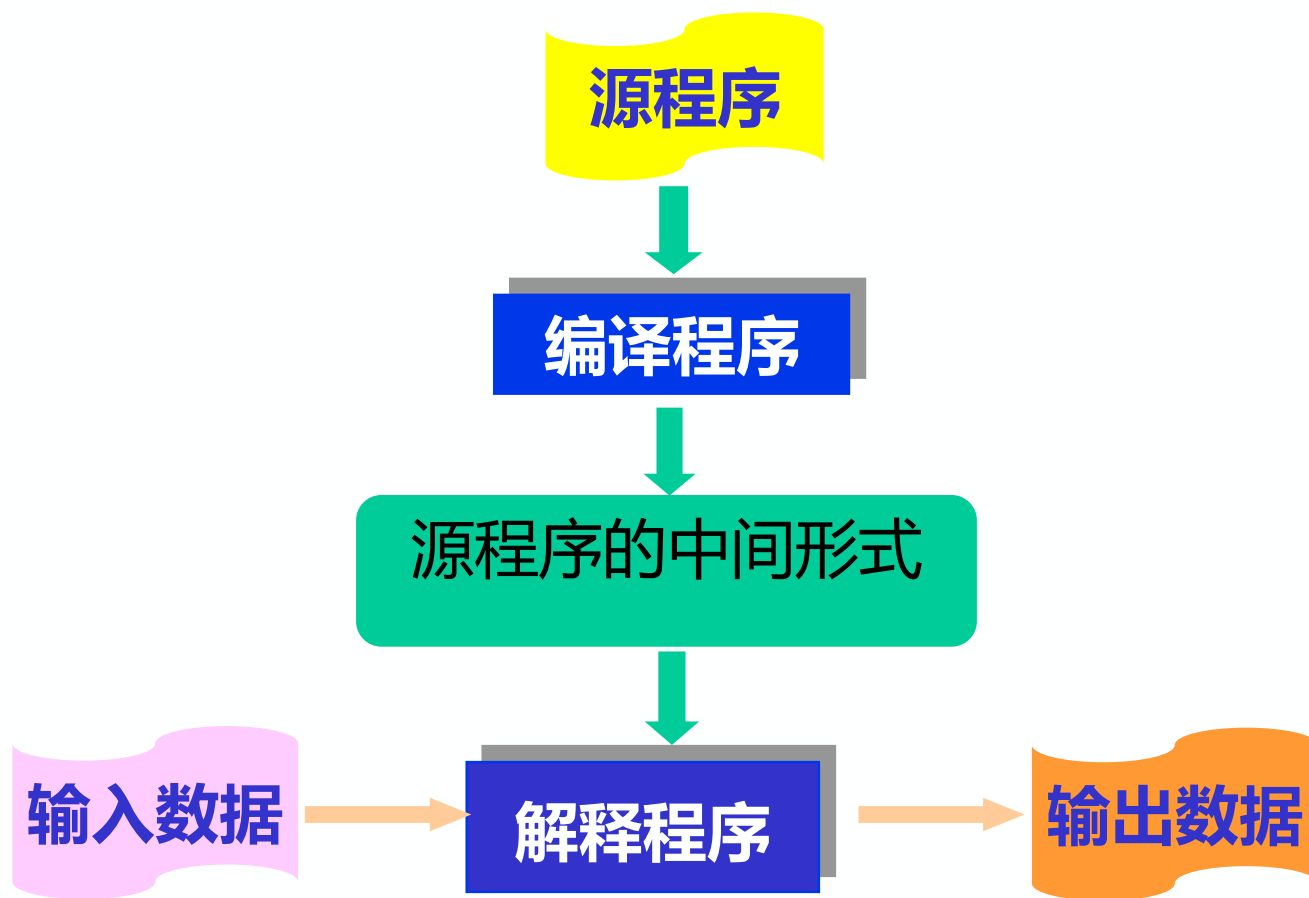 源程序
编译程序
源程序的中间形式
输入数据
解释程序
输出数据